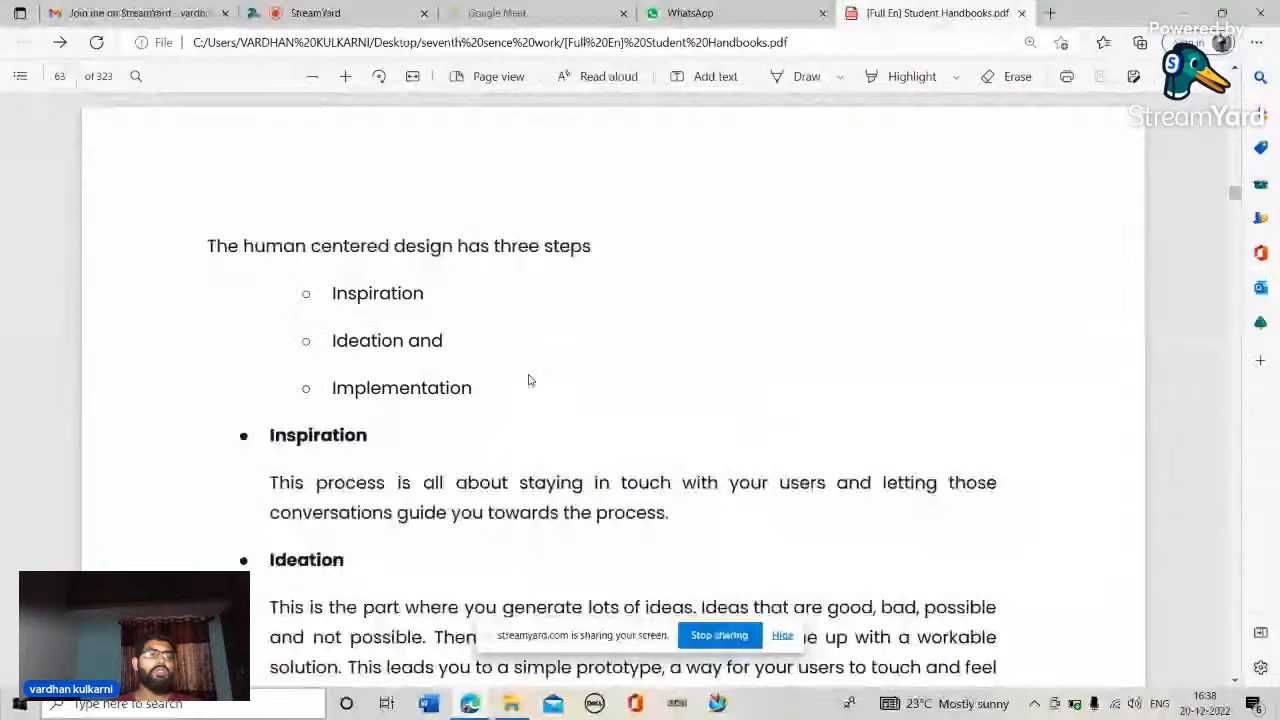 Join me on StreamYard - vardh
StreamYard
Google Meet
WhatsApp
[Full En] Student Handbooks.pdf
Powered by
StreamYard
File
C:/Users/VARDHAN%20KULKARNI/Desktop/seventh%20science%20work/[Full%20En]%20Student%20Handbooks.pdf
Sign in
63 of 323
Page view
Read aloud
Add text
Draw
Highlight
Erase
The human centered design has three steps
Inspiration
Ideation and
Implementation
Inspiration
This process is all about staying in touch with your users and letting those
conversations guide you towards the process.
Ideation
This is the part where you generate lots of ideas. Ideas that are good, bad, possible
and not possible. Then
e up with a workable
solution. This leads you to a simple prototype, a way for your users to touch and feel
streamyard.com is sharing your screen.
Stop sharing
Hide
vardhan kulkarni
Type here to search
23°C Mostly sunny
ENG
16:38
20-12-2022
6